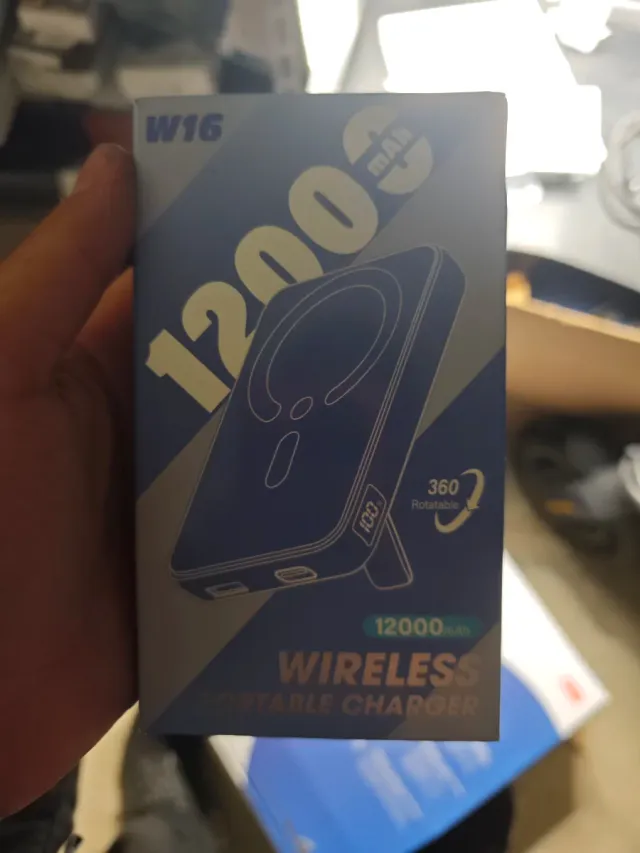 W16
12000
mAh
100
360
Rotatable
12000mAh
WIRELESS
PORTABLE CHARGER